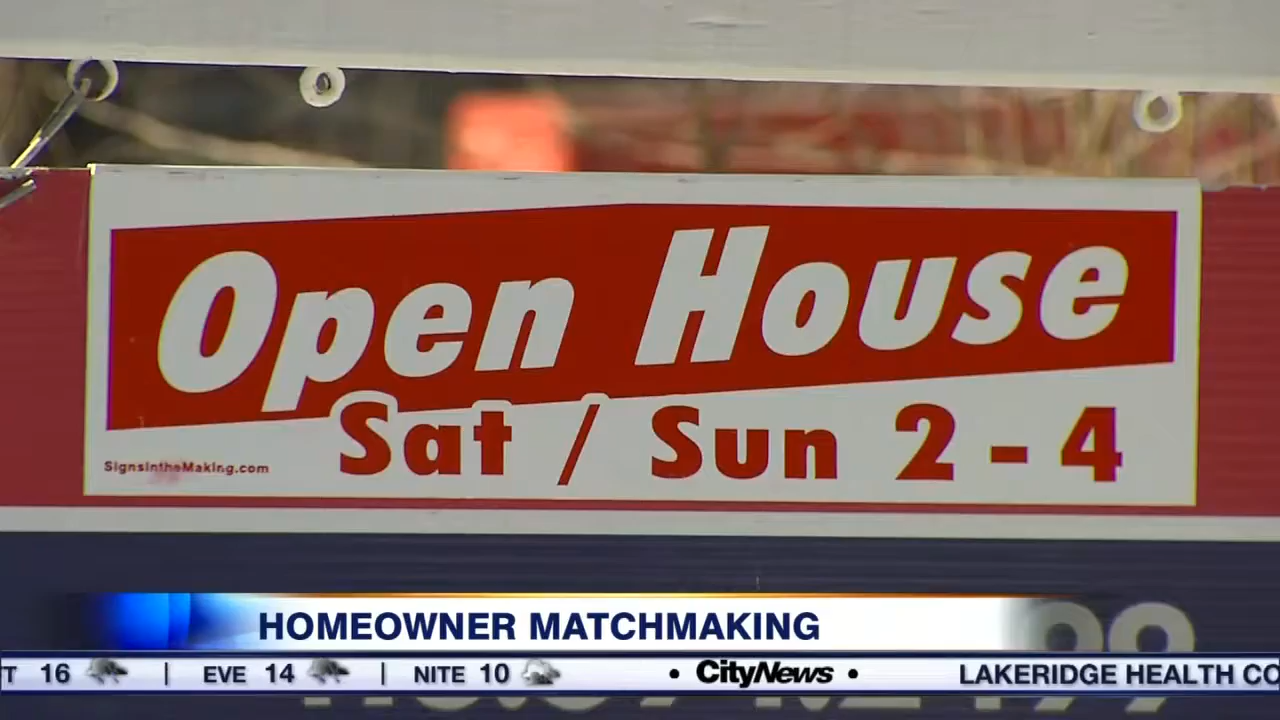 Open House
Sat / Sun 2 - 4
SignsintheMaking.com
HOMEOWNER MATCHMAKING
99
T 16 | EVE 14 | NITE 10 • CityNews • LAKERIDGE HEALTH CO